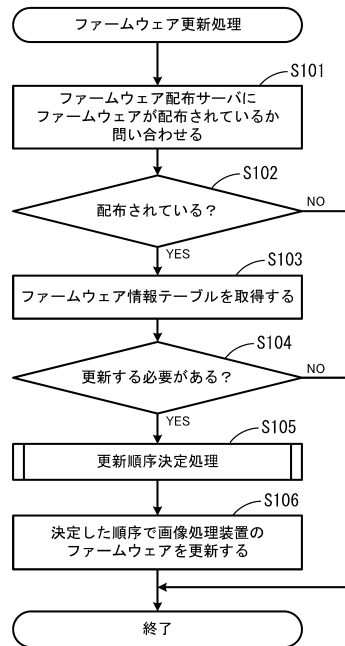 ファームウェア更新処理
S101
ファームウェア配布サーバに
ファームウェアが配布されているか
問い合わせる
S102
配布されている？
NO
YES
S103
ファームウェア情報テーブルを取得する
S104
更新する必要がある？
NO
YES
S105
更新順序決定処理
S106
決定した順序で画像処理装置の
ファームウェアを更新する
終了